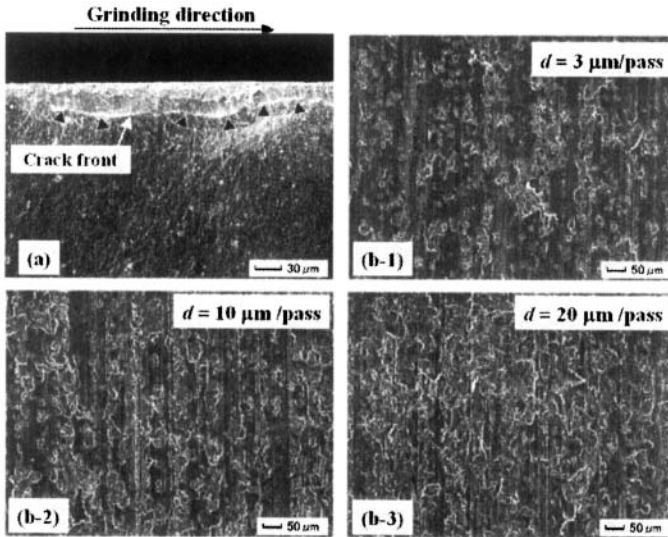 Grinding direction
d = 3 μm/pass
Crack front
(a)
30 μm
(b-1)
50 μm
d = 10 μm /pass
d = 20 μm /pass
(b-2)
50 μm
(b-3)
50 μm